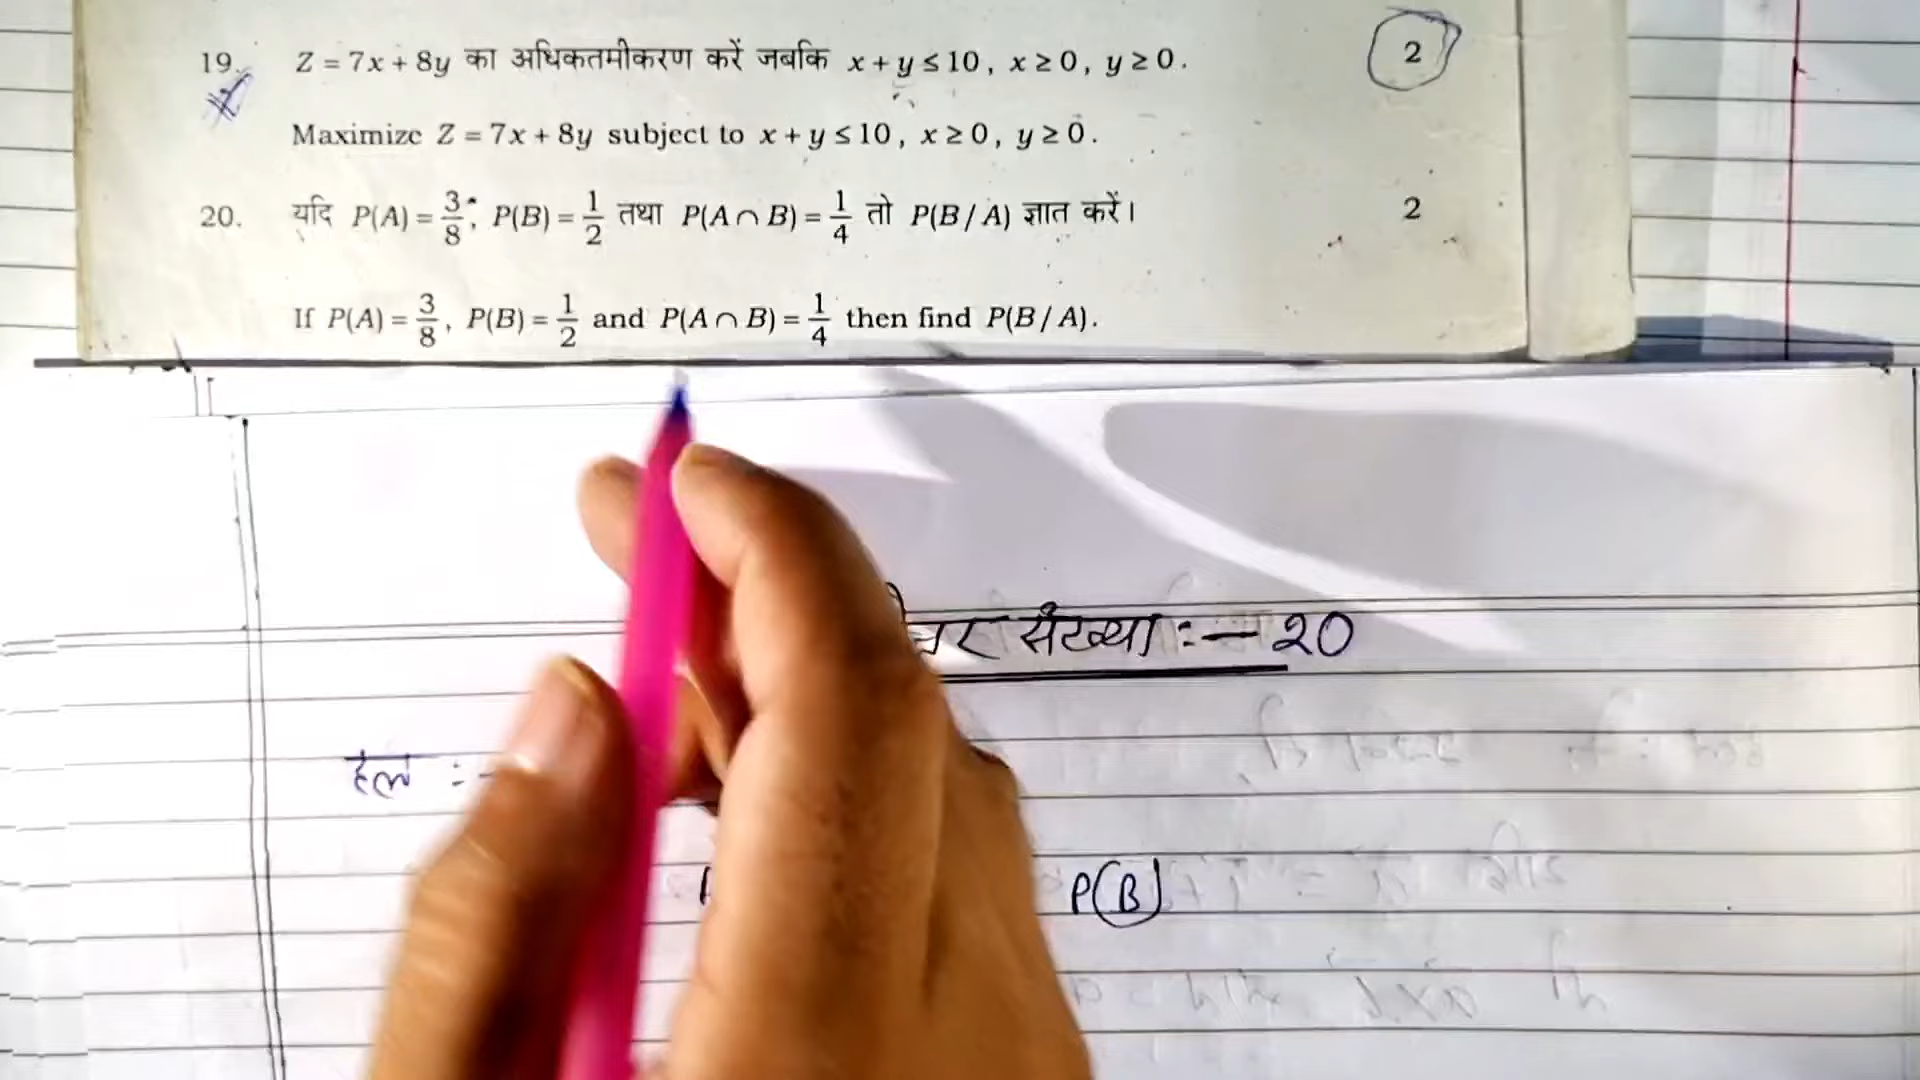 19. Z = 7x + 8y का अधिकतमीकरण करें जबकि x + y ≤ 10, x ≥ 0, y ≥ 0. 2
Maximize Z = 7x + 8y subject to x + y ≤ 10, x ≥ 0, y ≥ 0.
20. यदि P(A) = 3/8, P(B) = 1/2 तथा P(A ∩ B) = 1/4 तो P(B / A) ज्ञात करें। 2
If P(A) = 3/8, P(B) = 1/2 and P(A ∩ B) = 1/4 then find P(B / A).
संख्या :- 20
हल :-
P(B)